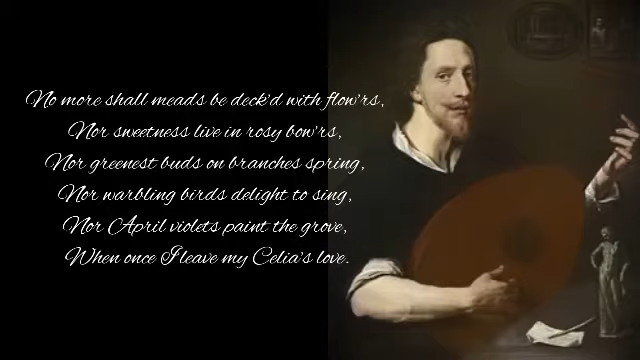 No more shall meads be deck'd with flow'rs,
Nor sweetness live in rosy bow'rs,
Nor greenest buds on branches spring,
Nor warbling birds delight to sing,
Nor April violets paint the grove,
When once I leave my Celia's love.